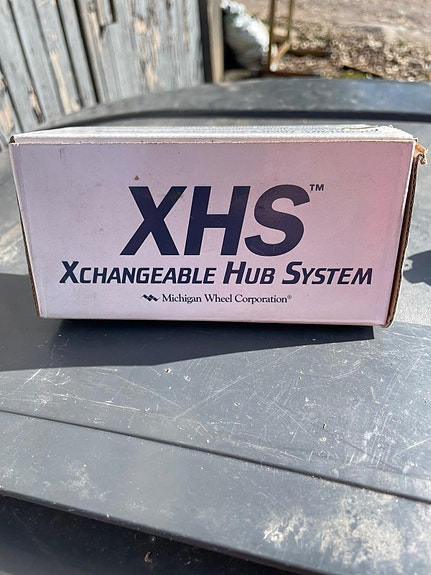 XHS™
XCHANGEABLE HUB SYSTEM
Michigan Wheel Corporation®